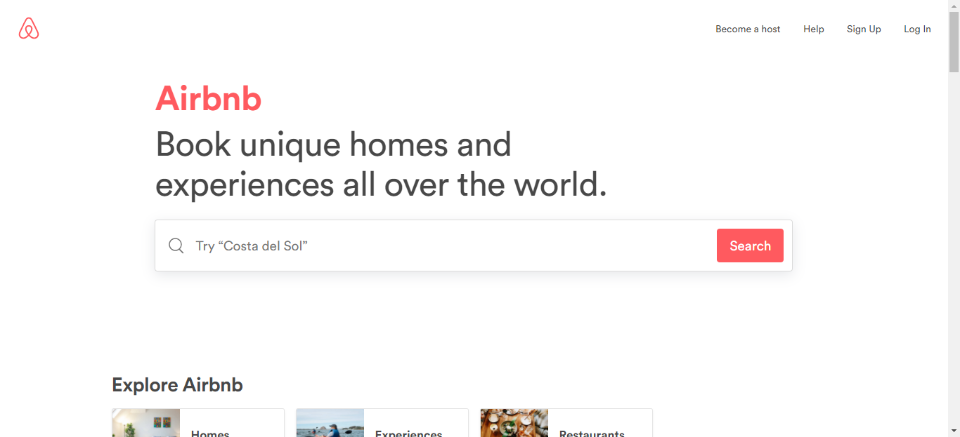 Become a host Help Sign Up Log In
Airbnb
Book unique homes and
experiences all over the world.
Try “Costa del Sol” Search
Explore Airbnb
Homes Experiences Restaurants